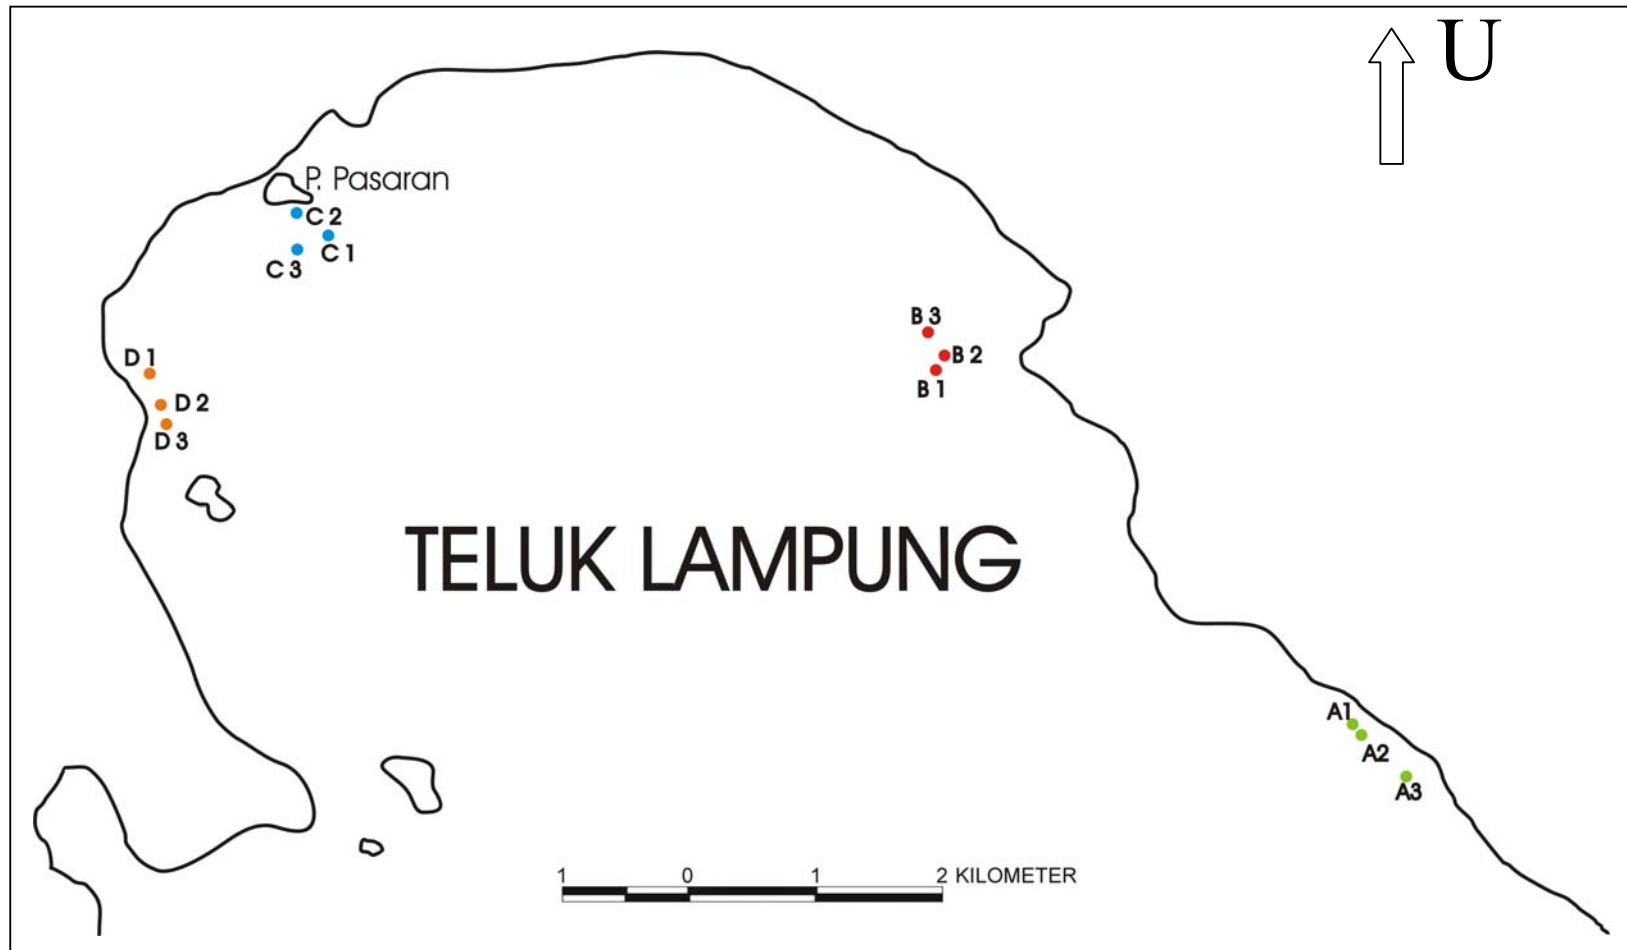 U
P. Pasaran
C 2
C 1
C 3
B 3
B 2
B 1
D 1
D 2
D 3
TELUK LAMPUNG
A1
A2
A3
1 0 1 2 KILOMETER